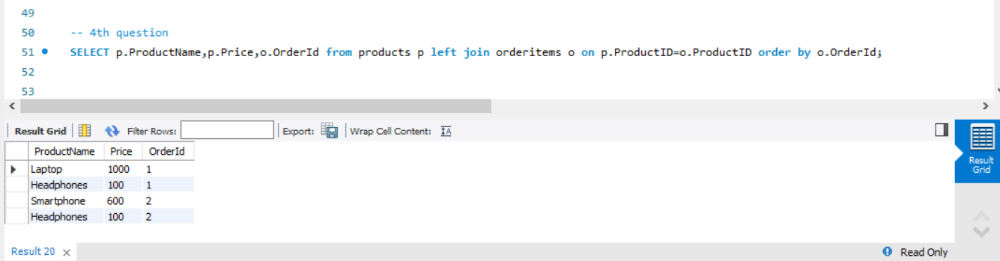 49
50 -- 4th question
51 SELECT p.ProductName,p.Price,o.OrderId from products p left join orderitems o on p.ProductID=o.ProductID order by o.OrderId;
52
53
Result Grid Filter Rows: Export: Wrap Cell Content: IA
ProductName Price OrderId
Laptop 1000 1
Headphones 100 1
Smartphone 600 2
Headphones 100 2
Result
Grid
Result 20 × Read Only